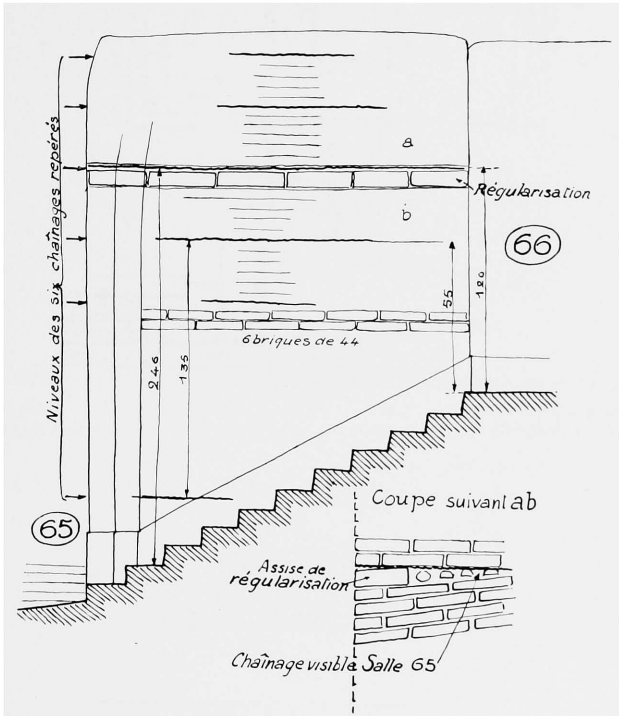 a
Niveaux des six chaînages repérés
Régularisation
b
66
55
120
6 briques de 44
246
135
65
Coupe suivant ab
Assise de
régularisation
Chaînage visible Salle 65